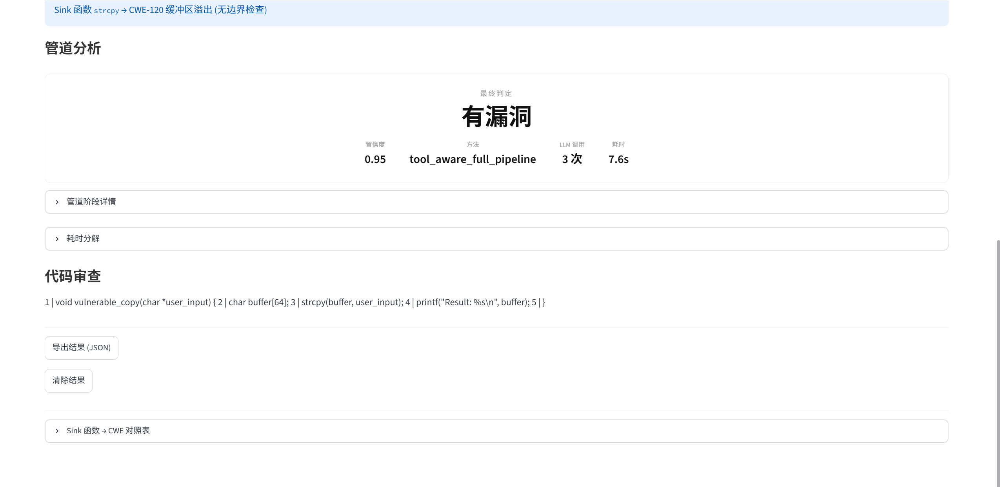 Sink 函数 strcpy → CWE-120 缓冲区溢出 (无边界检查)
管道分析
最终判定
有漏洞
置信度 方法 LLM 调用 耗时
0.95 tool_aware_full_pipeline 3 次 7.6s
管道阶段详情
耗时分解
代码审查
1 | void vulnerable_copy(char *user_input) { 2 | char buffer[64]; 3 | strcpy(buffer, user_input); 4 | printf("Result: %s\n", buffer); 5 | }
导出结果 (JSON)
清除结果
Sink 函数 → CWE 对照表